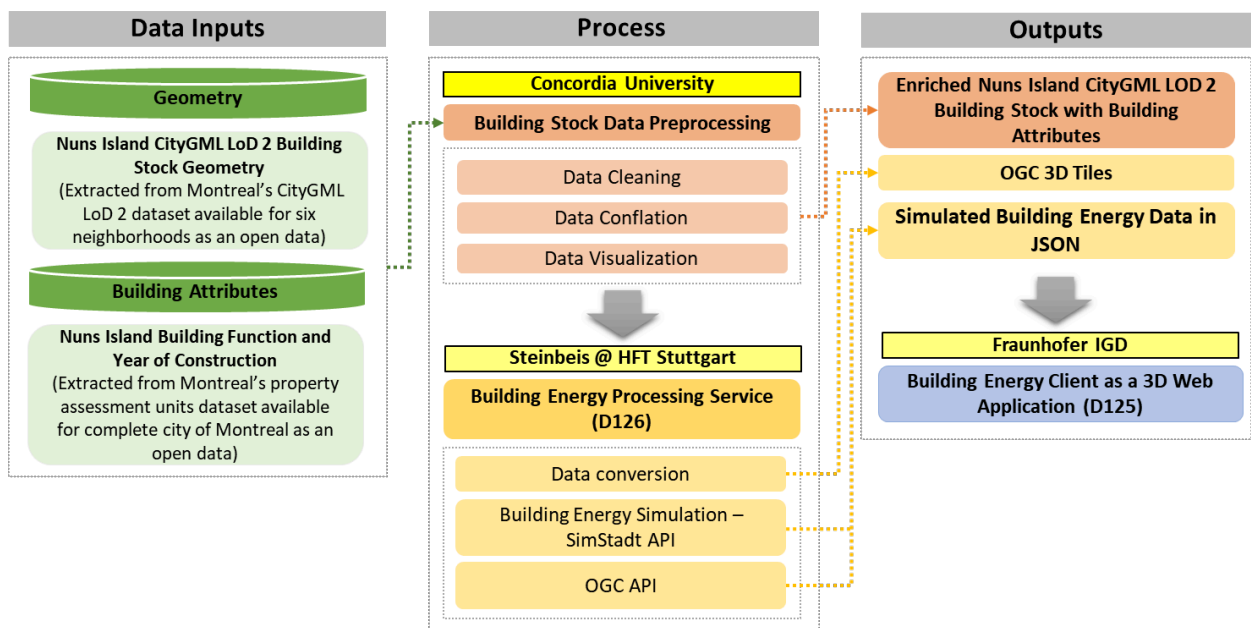 Data Inputs
Geometry
Nuns Island CityGML LoD 2 Building
Stock Geometry
(Extracted from Montreal's CityGML
LoD 2 dataset available for six
neighborhoods as an open data)
Building Attributes
Nuns Island Building Function and
Year of Construction
(Extracted from Montreal's property
assessment units dataset available
for complete city of Montreal as an
open data)
Process
Concordia University
Building Stock Data Preprocessing
Data Cleaning
Data Conflation
Data Visualization
Steinbeis @ HFT Stuttgart
Building Energy Processing Service
(D126)
Data conversion
Building Energy Simulation –
SimStadt API
OGC API
Outputs
Enriched Nuns Island CityGML LOD 2
Building Stock with Building
Attributes
OGC 3D Tiles
Simulated Building Energy Data in
JSON
Fraunhofer IGD
Building Energy Client as a 3D Web
Application (D125)